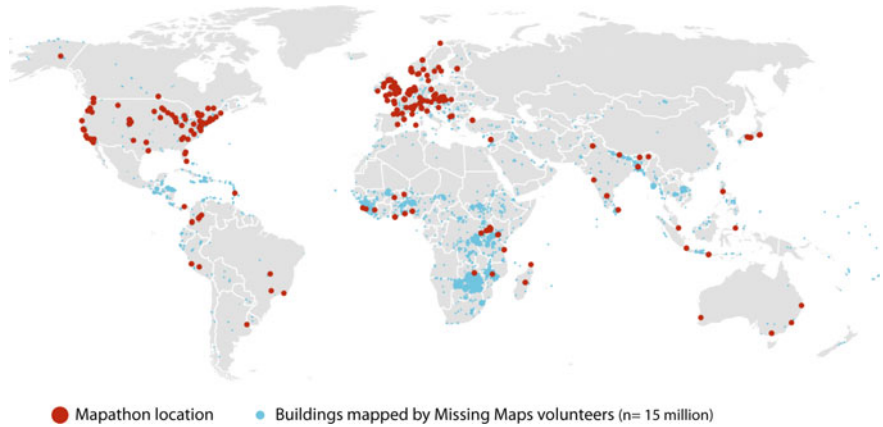 Mapathon location
Buildings mapped by Missing Maps volunteers (n= 15 million)